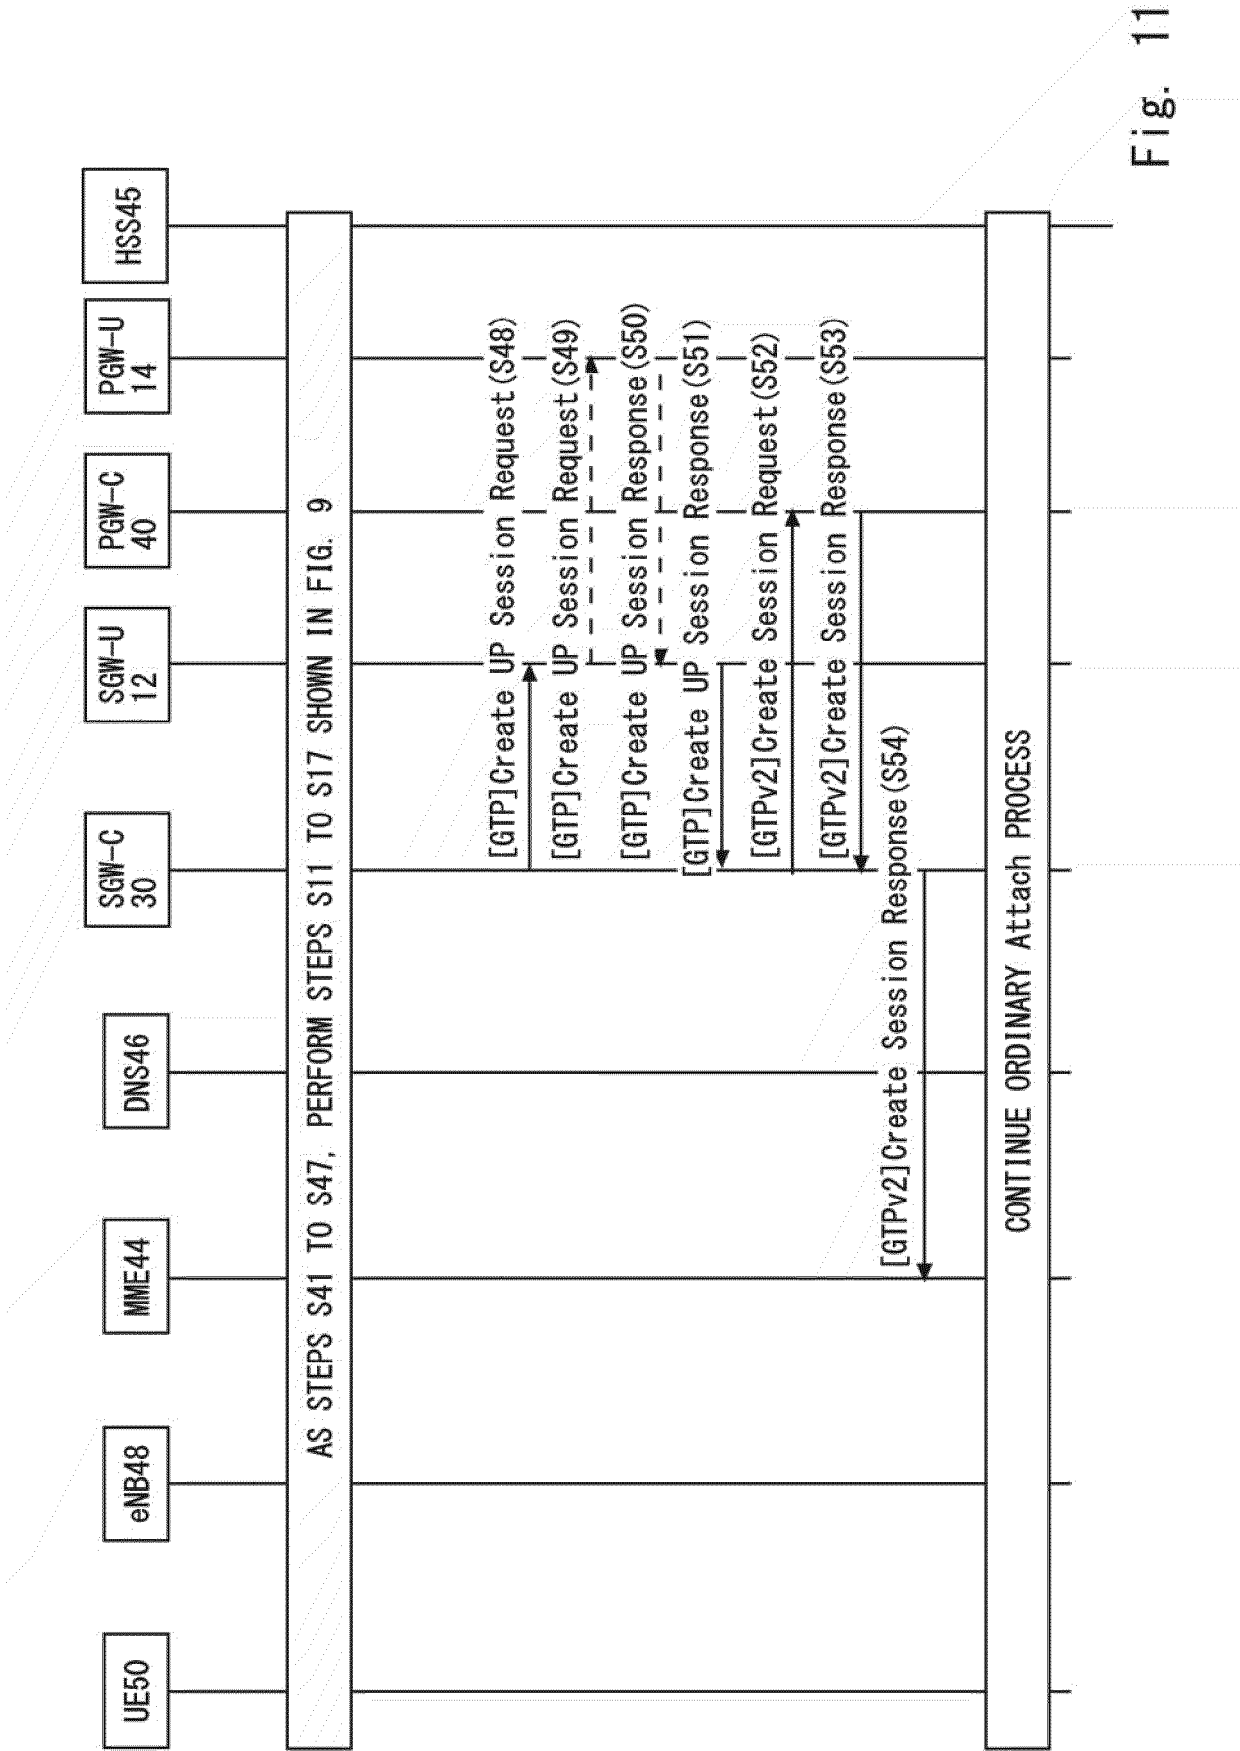 UE50
eNB48
MME44
DNS46
SGW-C
30
SGW-U
12
PGW-C
40
PGW-U
14
HSS45
AS STEPS S41 TO S47, PERFORM STEPS S11 TO S17 SHOWN IN FIG. 9
[GTP]Create UP Session Request(S48)
[GTP]Create UP Session Request(S49)
[GTP]Create UP Session Response(S50)
[GTP]Create UP Session Response(S51)
[GTPv2]Create Session Request(S52)
[GTPv2]Create Session Response(S53)
[GTPv2]Create Session Response(S54)
CONTINUE ORDINARY Attach PROCESS
Fig. 11